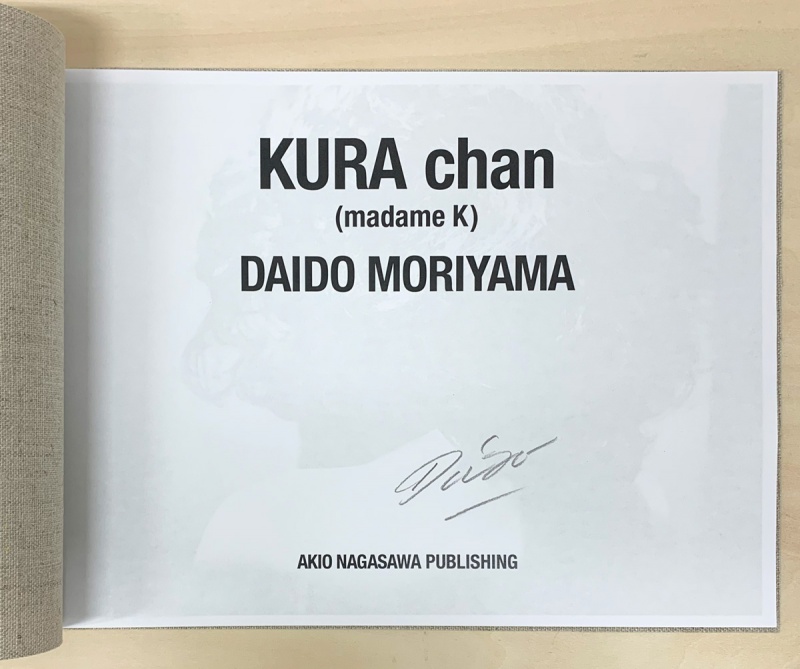 KURA chan
(madame K)
DAIDO MORIYAMA
Daido
AKIO NAGASAWA PUBLISHING